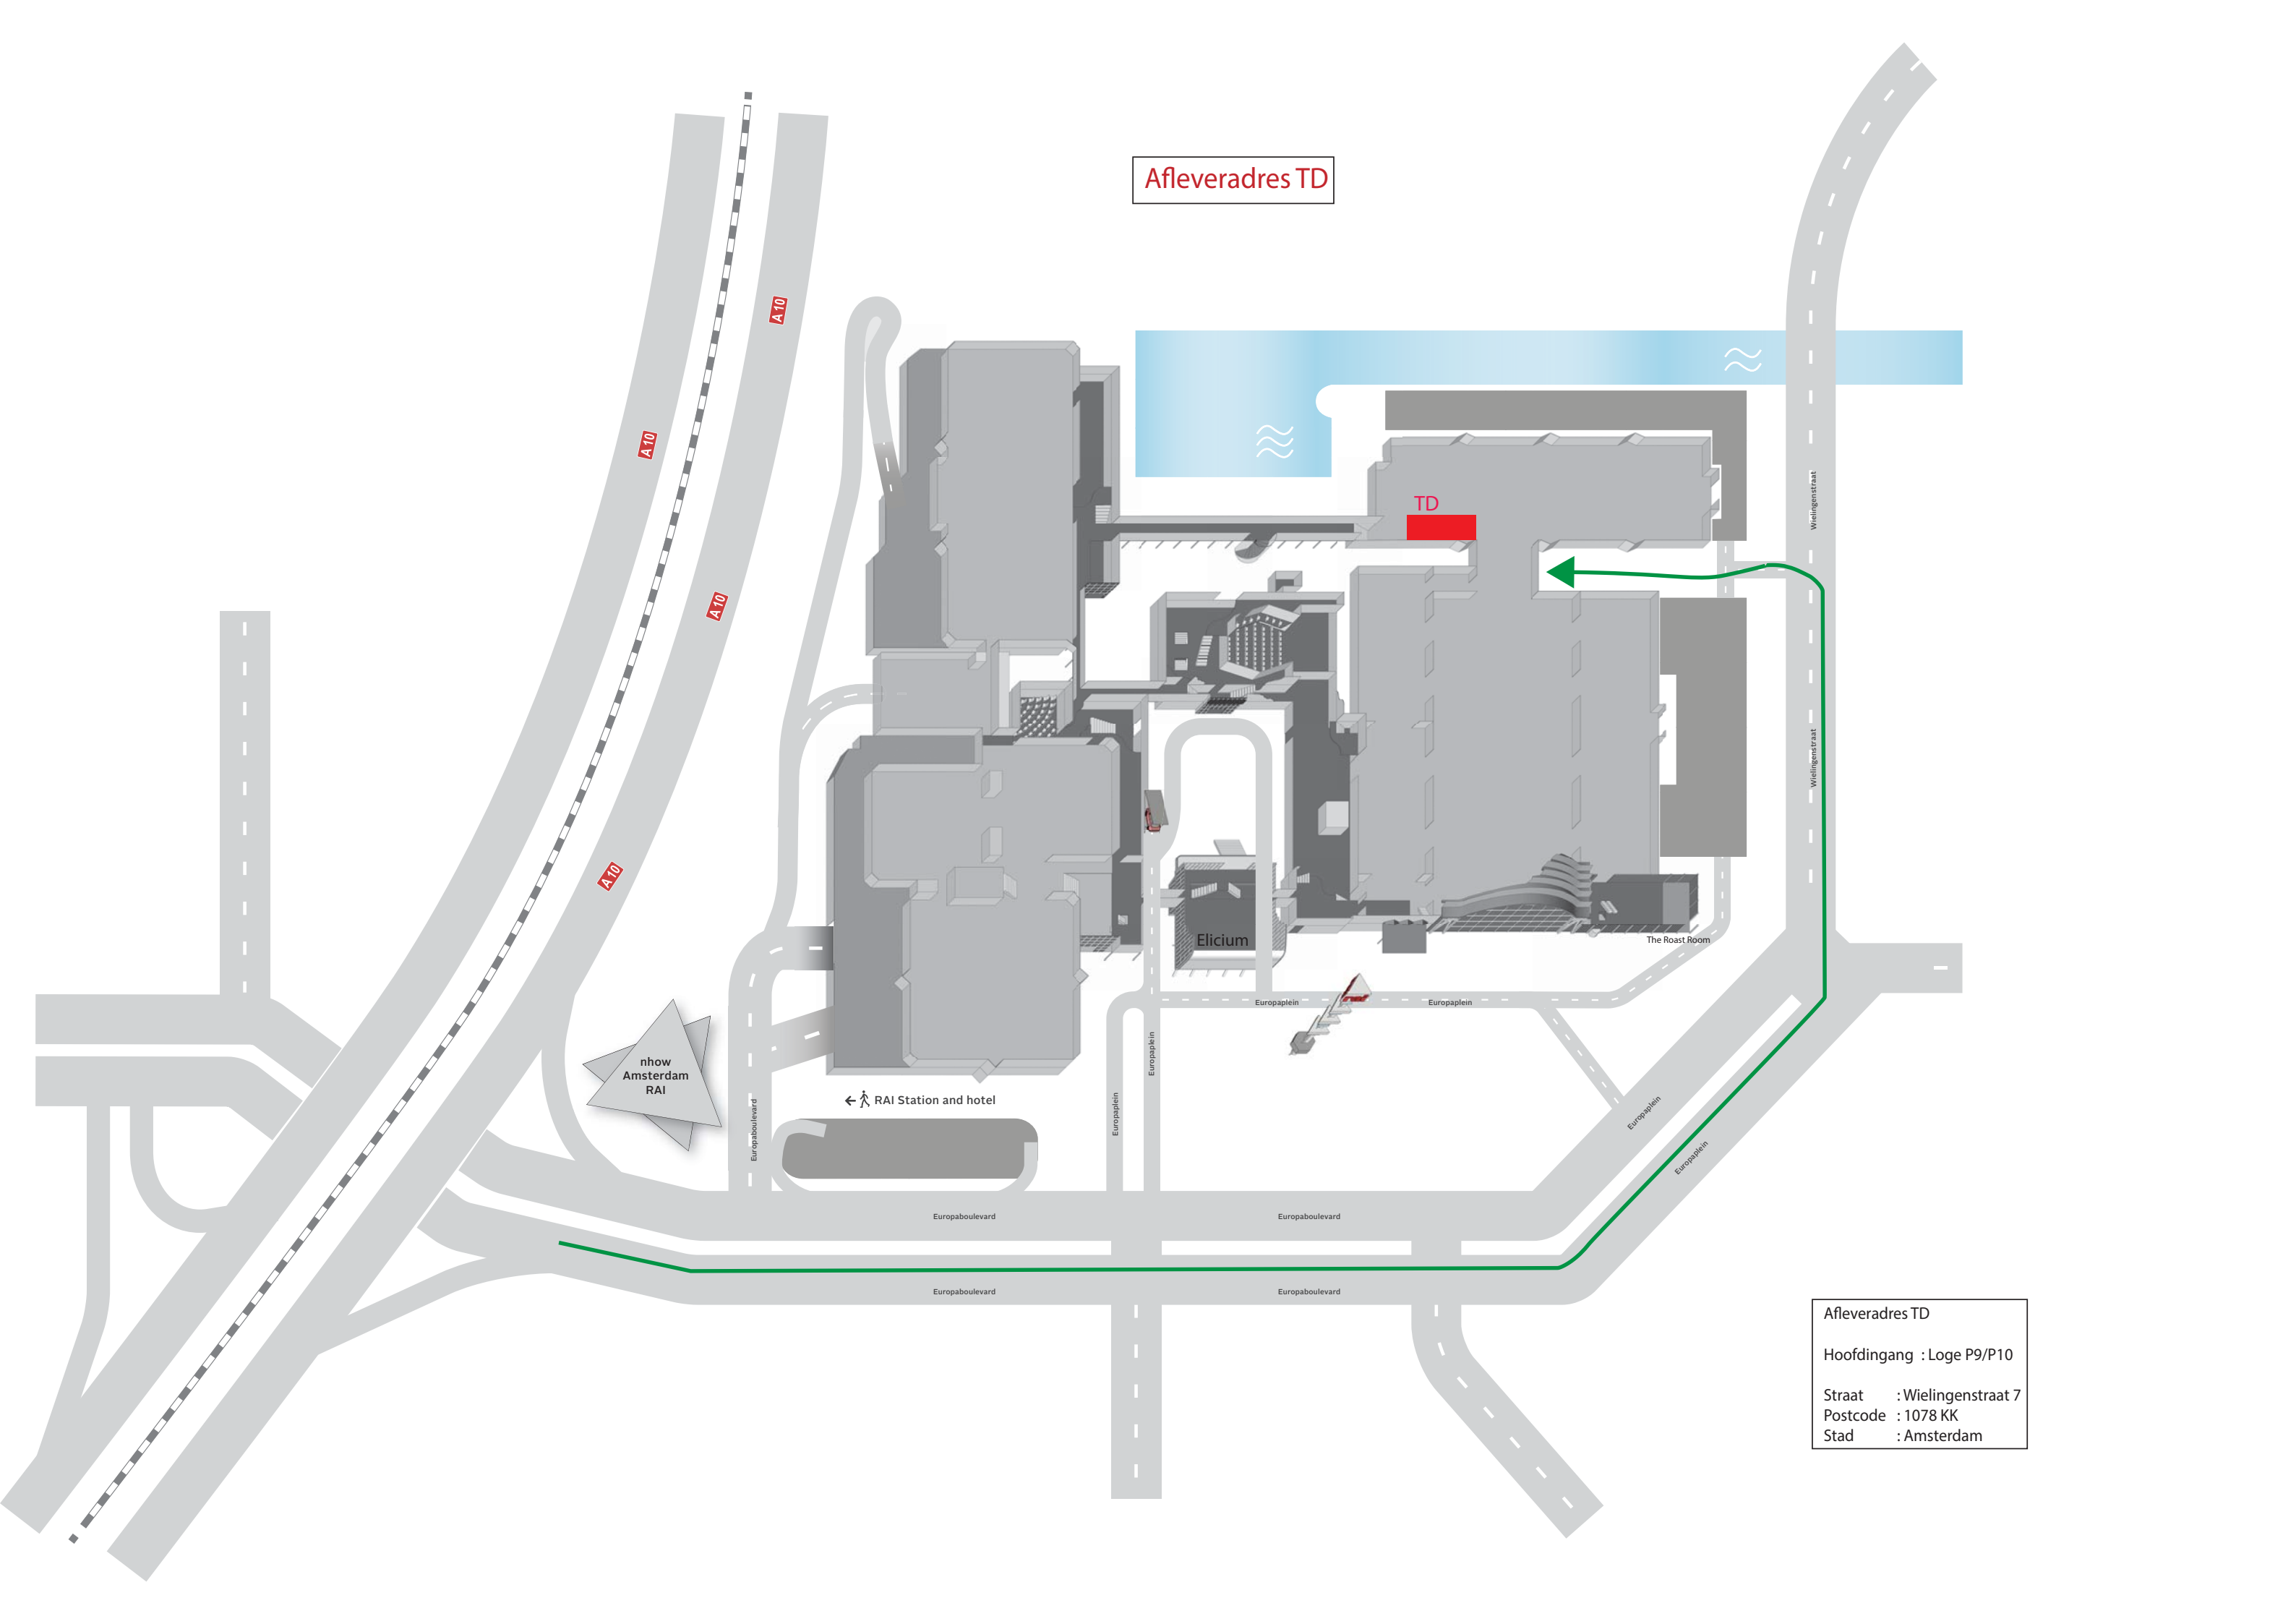 Afleveradres TD
A 10
A 10
A 10
A 10
TD
Wielingenstraat
Wielingenstraat
Elicium
The Roast Room
Europaplein
Europaplein
Europaplein
Europaplein
Europaplein
Europaplein
nhow
Amsterdam
RAI
RAI Station and hotel
Europaboulevard
Europaboulevard
Europaboulevard
Europaboulevard
Europaboulevard
Afleveradres TD
Hoofdingang : Loge P9/P10
Straat : Wielingenstraat 7
Postcode : 1078 KK
Stad : Amsterdam